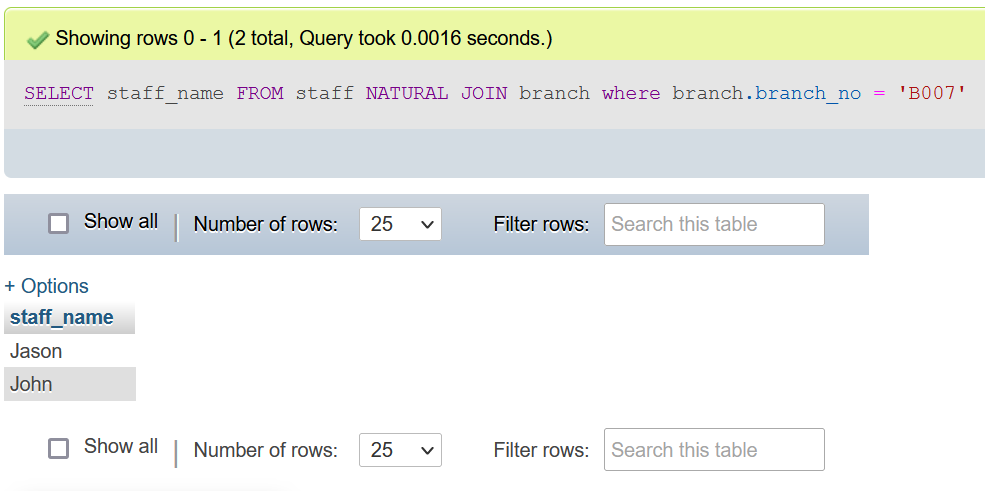 Showing rows 0 - 1 (2 total, Query took 0.0016 seconds.)
SELECT staff_name FROM staff NATURAL JOIN branch where branch.branch_no = 'B007'
Show all | Number of rows: 25 Filter rows: Search this table
+ Options
staff_name
Jason
John
Show all | Number of rows: 25 Filter rows: Search this table